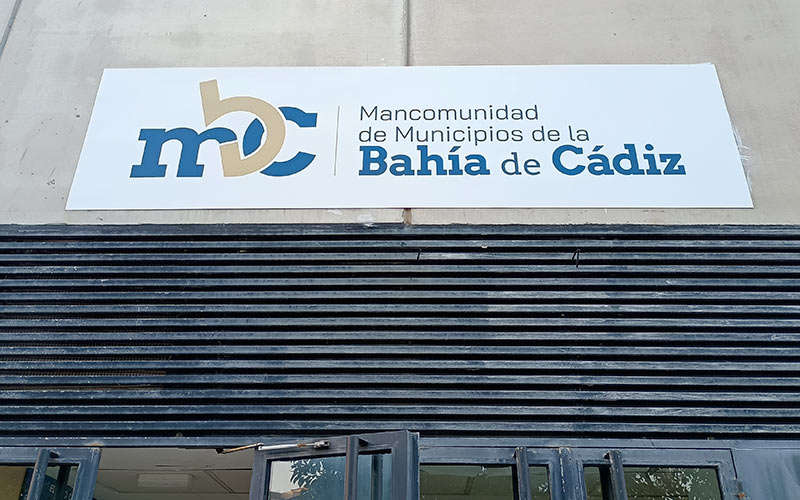 mbc
Mancomunidad
de Municipios de la
Bahía de Cádiz